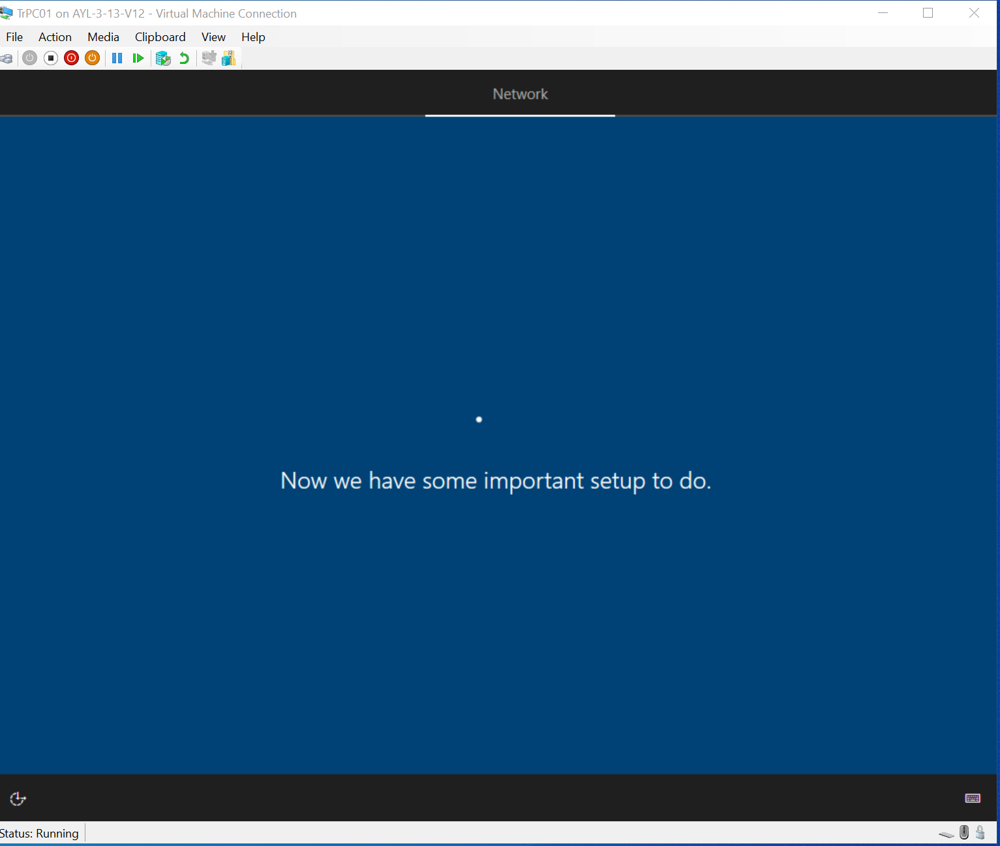 TrPC01 on AYL-3-13-V12 - Virtual Machine Connection
File Action Media Clipboard View Help
Network
Now we have some important setup to do.
Status: Running